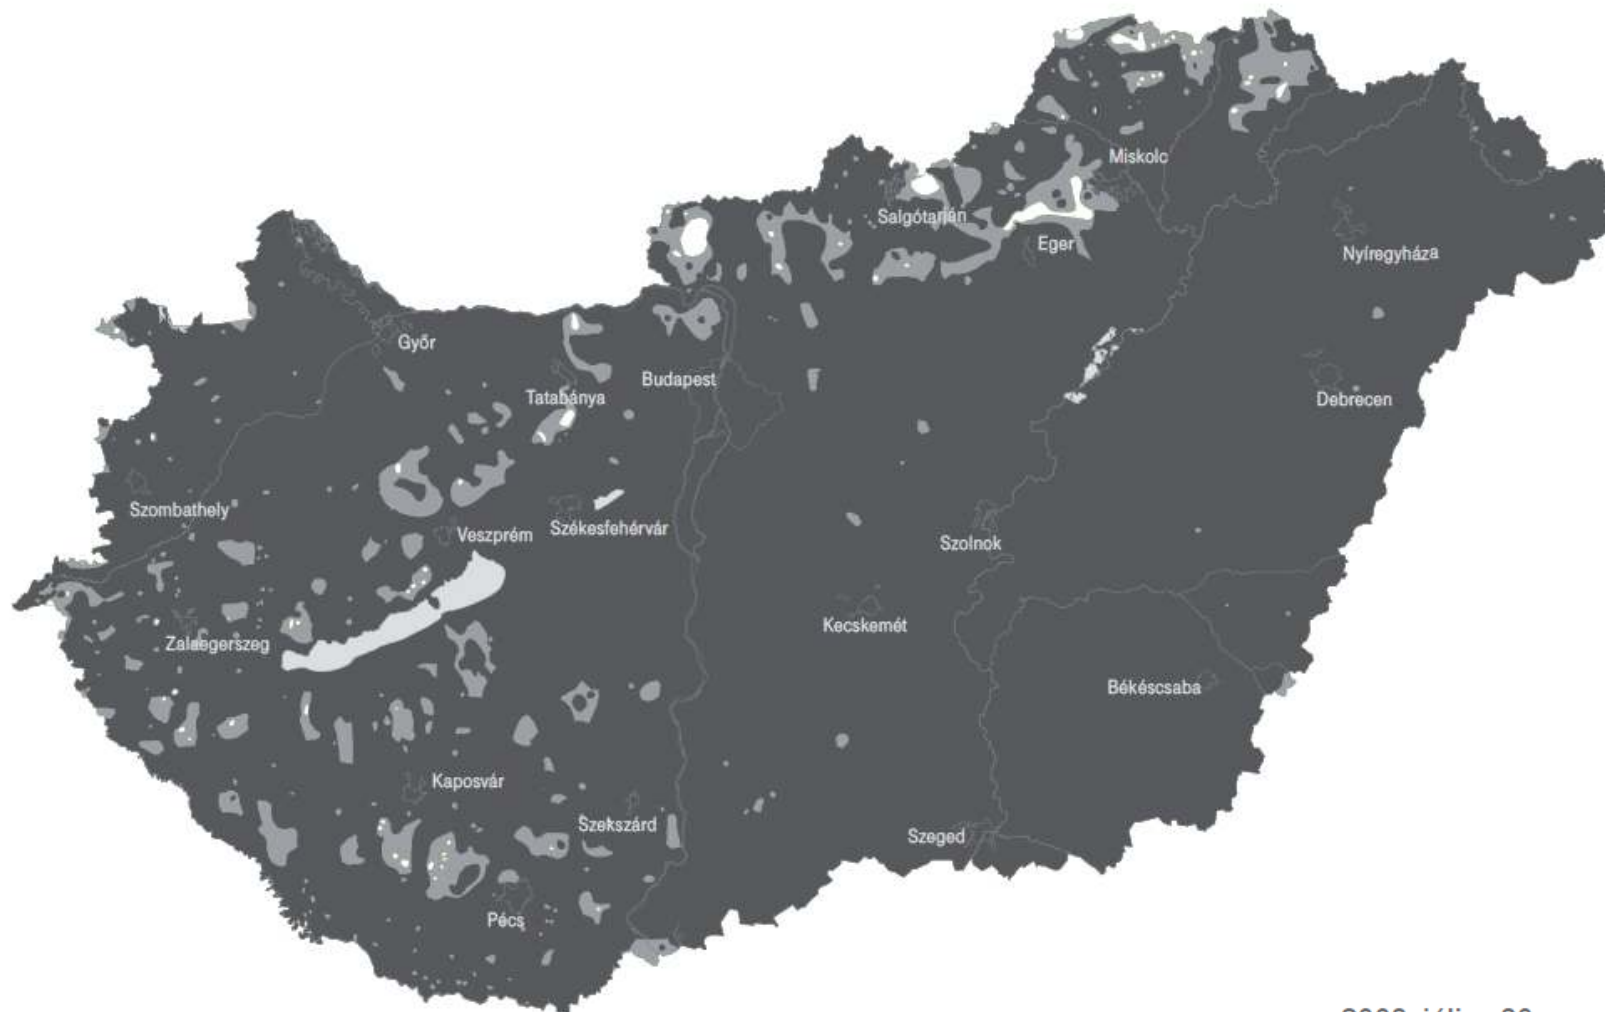 Miskolc
Salgótarján
Eger
Nyíregyháza
Győr
Budapest
Tatabánya
Debrecen
Szombathely
Veszprém
Székesfehérvár
Szolnok
Kecskemét
Zalaegerszeg
Békéscsaba
Kaposvár
Szekszárd
Szeged
Pécs